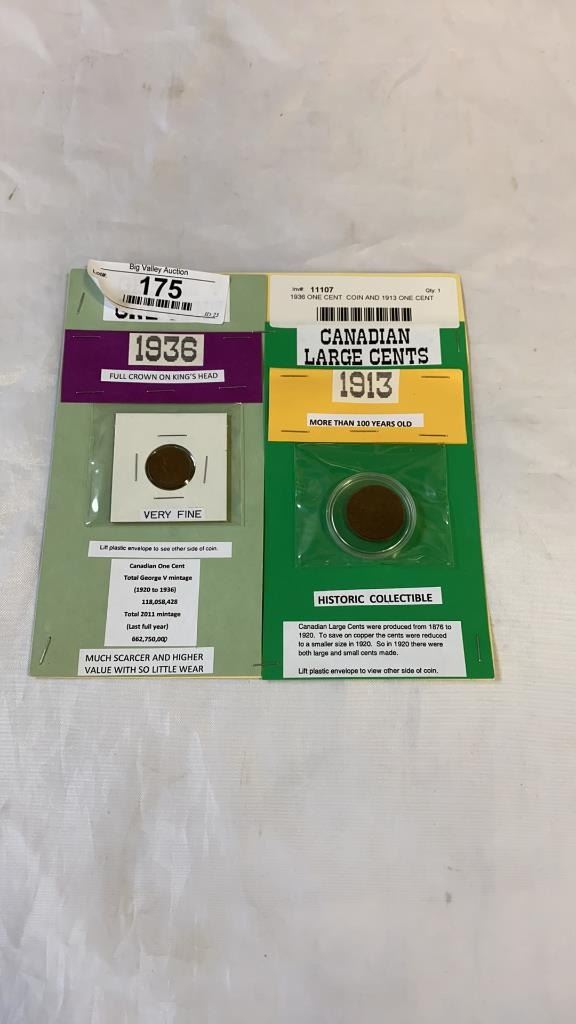 Big Valley Auction
Lot#:
175
ID 23
1936
FULL CROWN ON KING'S HEAD
VERY FINE
Lift plastic envelope to see other side of coin.
Canadian One Cent
Total George V mintage
(1920 to 1936)
118,058,428
Total 2011 mintage
(Last full year)
662,750,00
MUCH SCARCER AND HIGHER
VALUE WITH SO LITTLE WEAR
Inv#: 11107 Qty: 1
1936 ONE CENT COIN AND 1913 ONE CENT
CANADIAN
LARGE CENTS
1913
MORE THAN 100 YEARS OLD
HISTORIC COLLECTIBLE
Canadian Large Cents were produced from 1876 to
1920. To save on copper the cents were reduced
to a smaller size in 1920. So in 1920 there were
both large and small cents made.
Lift plastic envelope to view other side of coin.